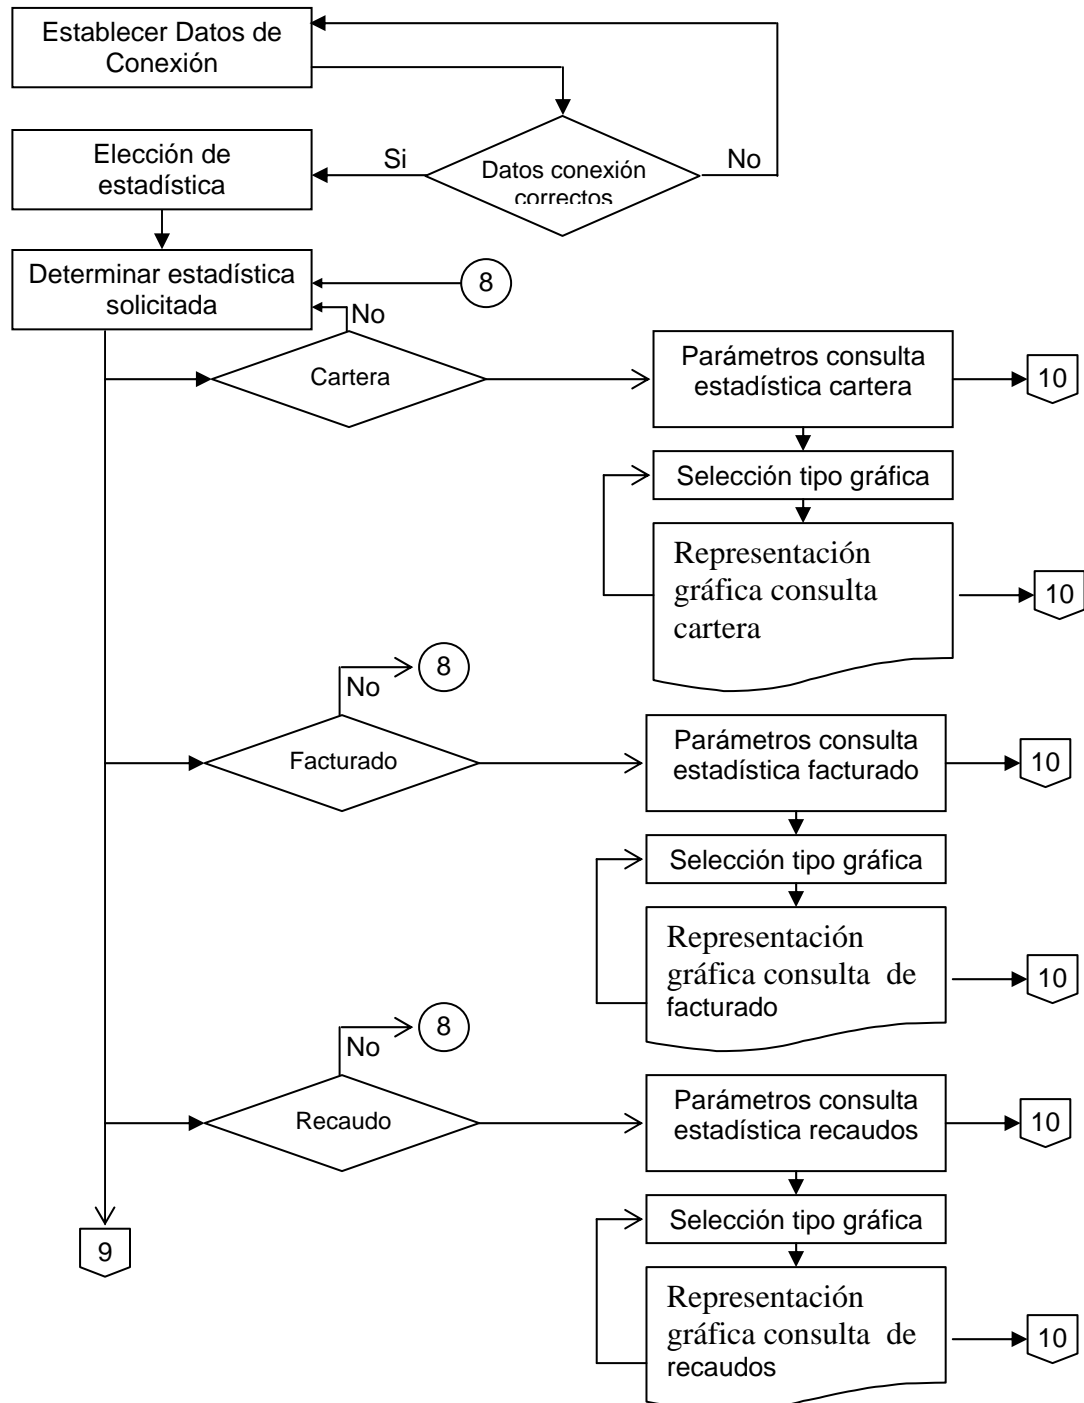 Establecer Datos de
Conexión
Elección de
estadística
Si
Datos conexión
correctos
No
Determinar estadística
solicitada
8
No
Cartera
Parámetros consulta
estadística cartera
10
Selección tipo gráfica
Representación
gráfica consulta
cartera
10
8
No
Facturado
Parámetros consulta
estadística facturado
10
Selección tipo gráfica
Representación
gráfica consulta de
facturado
10
8
No
Recaudo
Parámetros consulta
estadística recaudos
10
Selección tipo gráfica
9
Representación
gráfica consulta de
recaudos
10